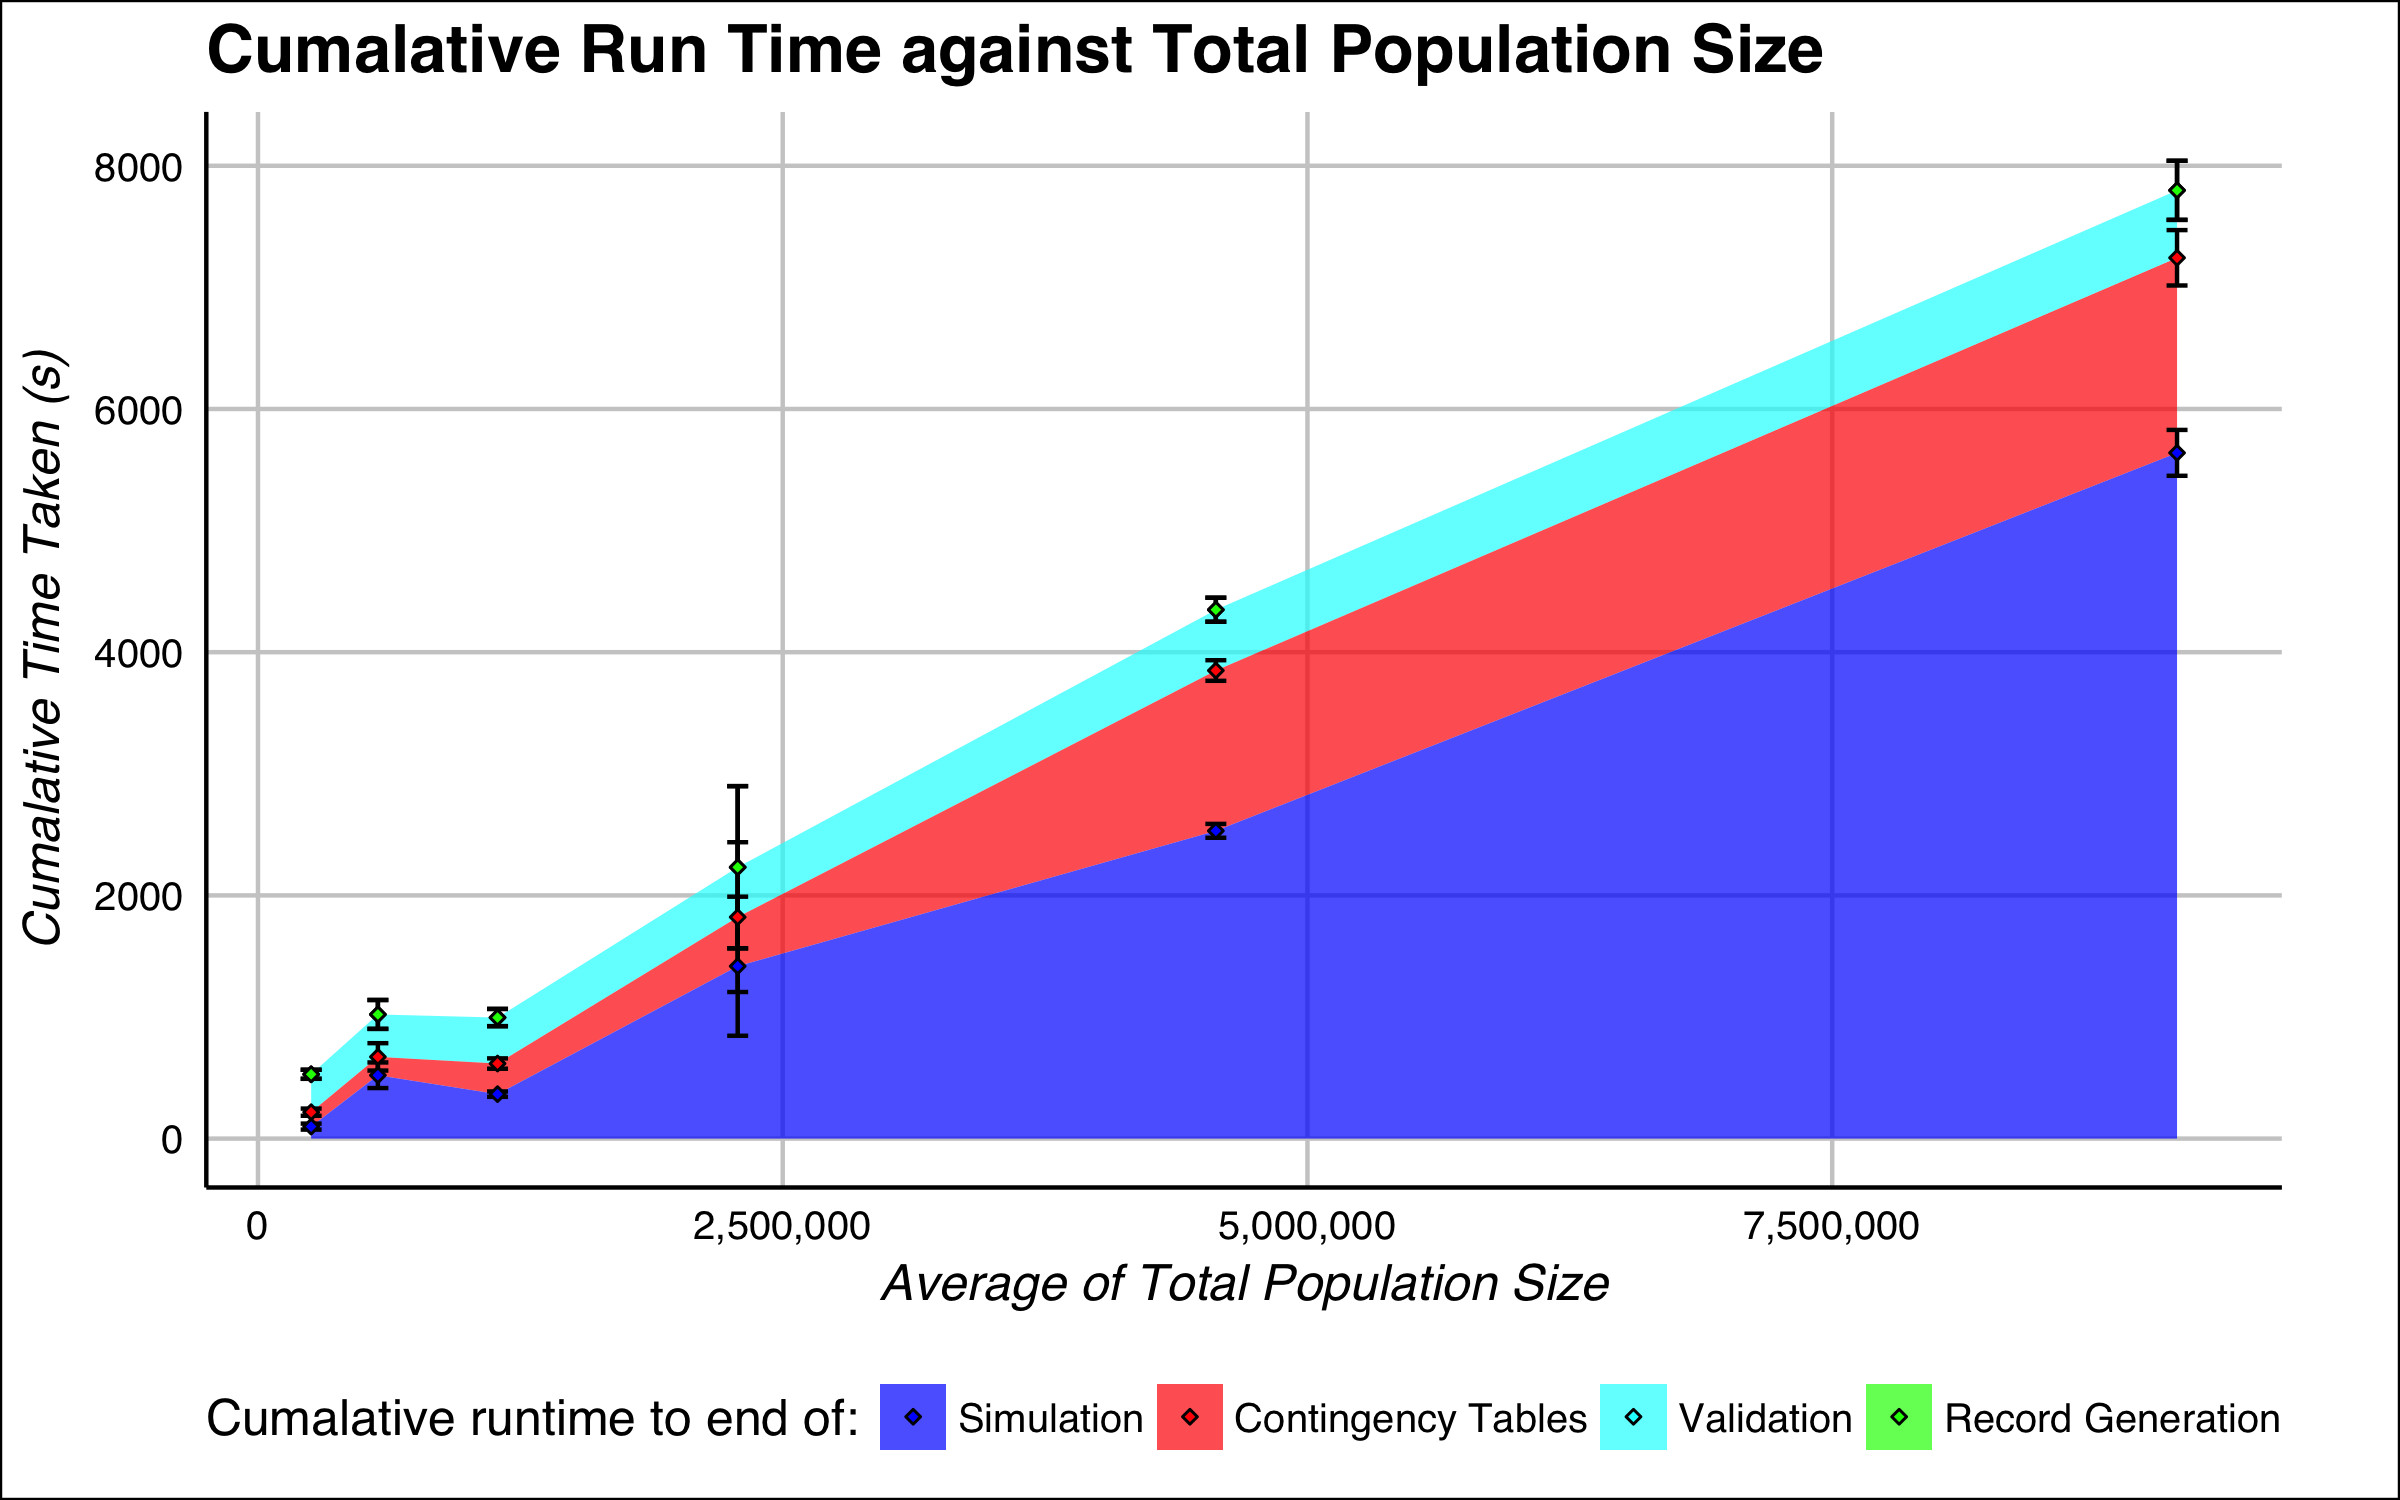 Cumalative Run Time against Total Population Size
Cumalative Time Taken (s)
8000
6000
4000
2000
0
0 2,500,000 5,000,000 7,500,000
Average of Total Population Size
Cumalative runtime to end of: Simulation Contingency Tables Validation Record Generation